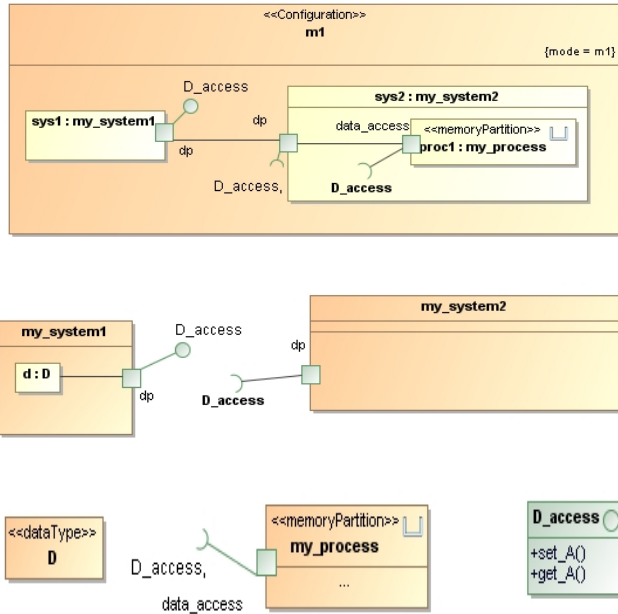 <<Configuration>>
m1
{mode = m1}
D_access
sys1 : my_system1
dp
dp
sys2 : my_system2
data_access
<<memoryPartition>>
proc1 : my_process
D_access,
D_access
my_system1
d : D
dp
D_access
D_access
dp
my_system2
<<dataType>>
D
D_access,
data_access
<<memoryPartition>>
my_process
...
D_access
+set_A()
+get_A()